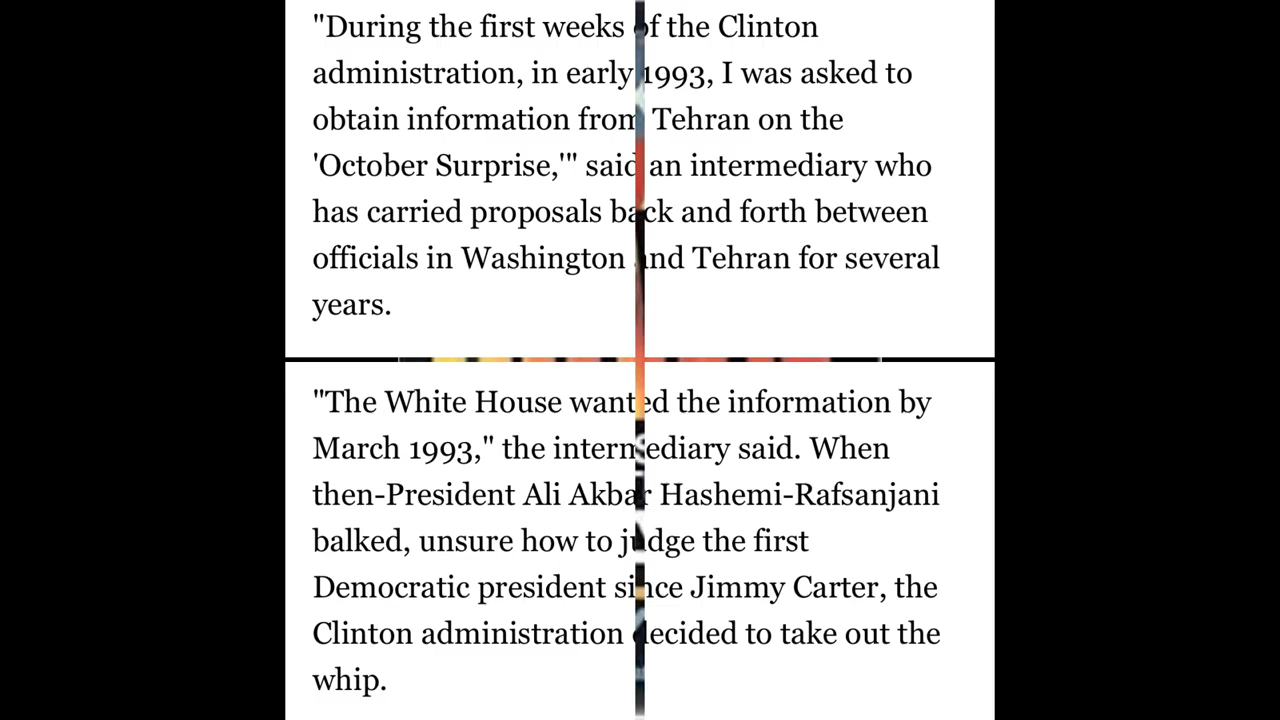 "During the first weeks of the Clinton
administration, in early 1993, I was asked to
obtain information from Tehran on the
'October Surprise,'" said an intermediary who
has carried proposals back and forth between
officials in Washington and Tehran for several
years.
"The White House wanted the information by
March 1993," the intermediary said. When
then-President Ali Akbar Hashemi-Rafsanjani
balked, unsure how to judge the first
Democratic president since Jimmy Carter, the
Clinton administration decided to take out the
whip.